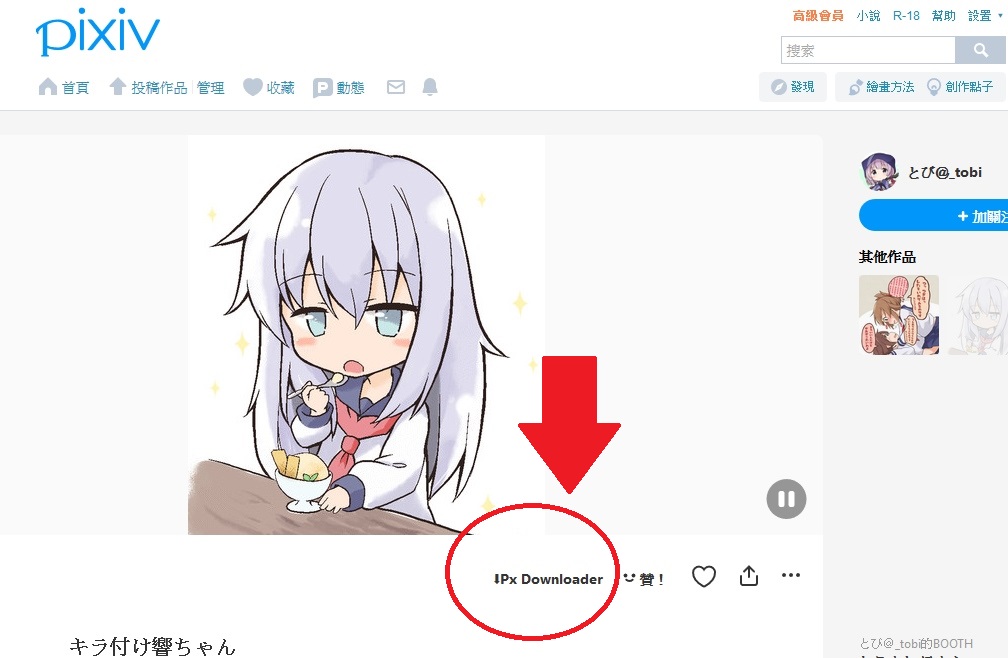 pixiv
高級會員 小說 R-18 幫助 設置
搜索
首頁 投稿作品 管理 收藏 動態
發現 繪畫方法 創作點子
とび@_tobi
+ 加關注
其他作品
⬇Px Downloader 贊！
キラ付け響ちゃん
とび@_tobi的BOOTH